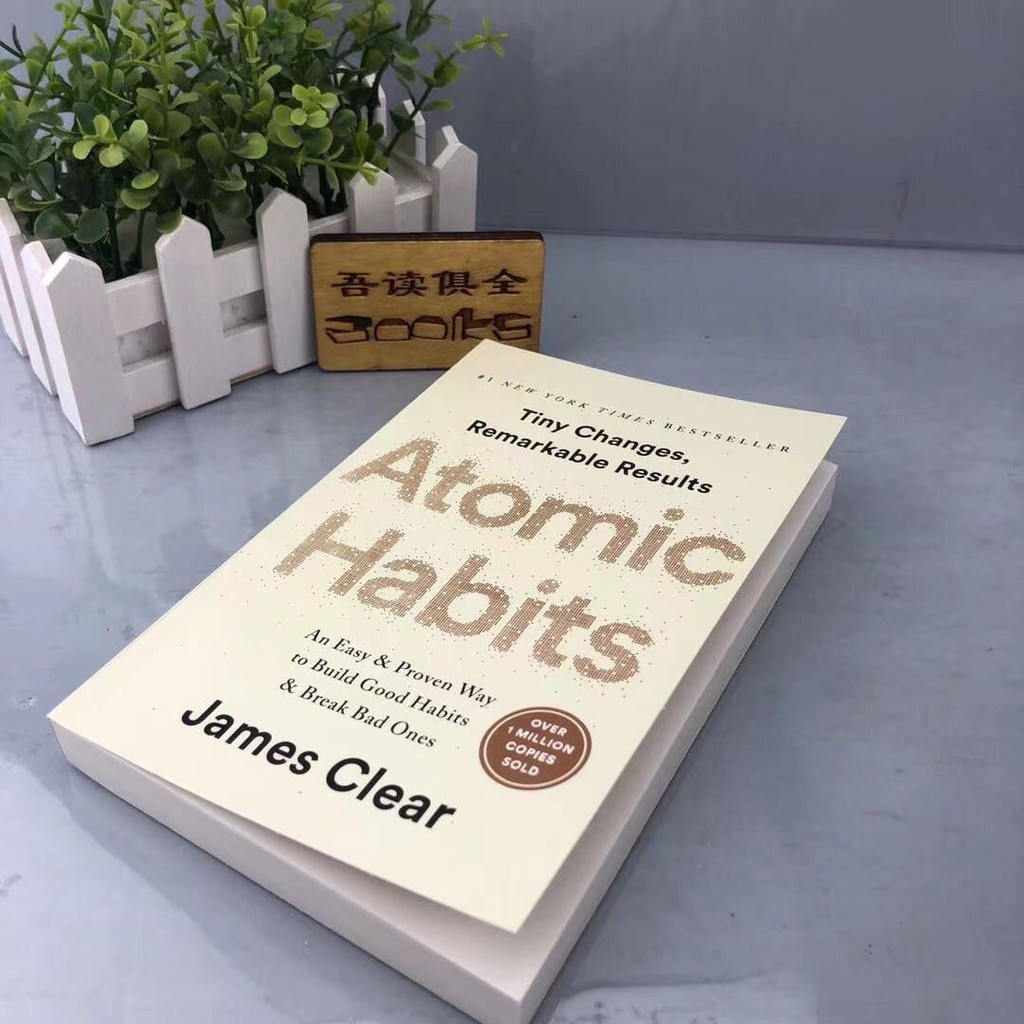 吾读俱全
Books
#1 NEW YORK TIMES BESTSELLER
Tiny Changes,
Remarkable Results
Atomic
Habits
An Easy & Proven Way
to Build Good Habits
& Break Bad Ones
James Clear
OVER
1 MILLION
COPIES
SOLD